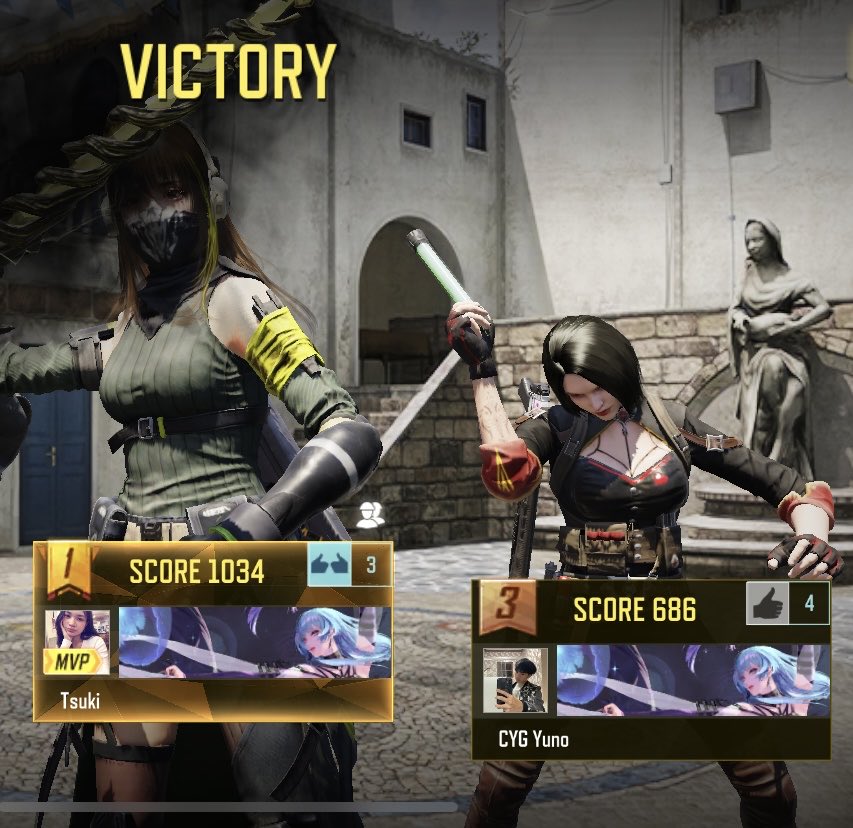 VICTORY
1
SCORE 1034
3
MVP
Tsuki
3
SCORE 686
4
CYG Yuno